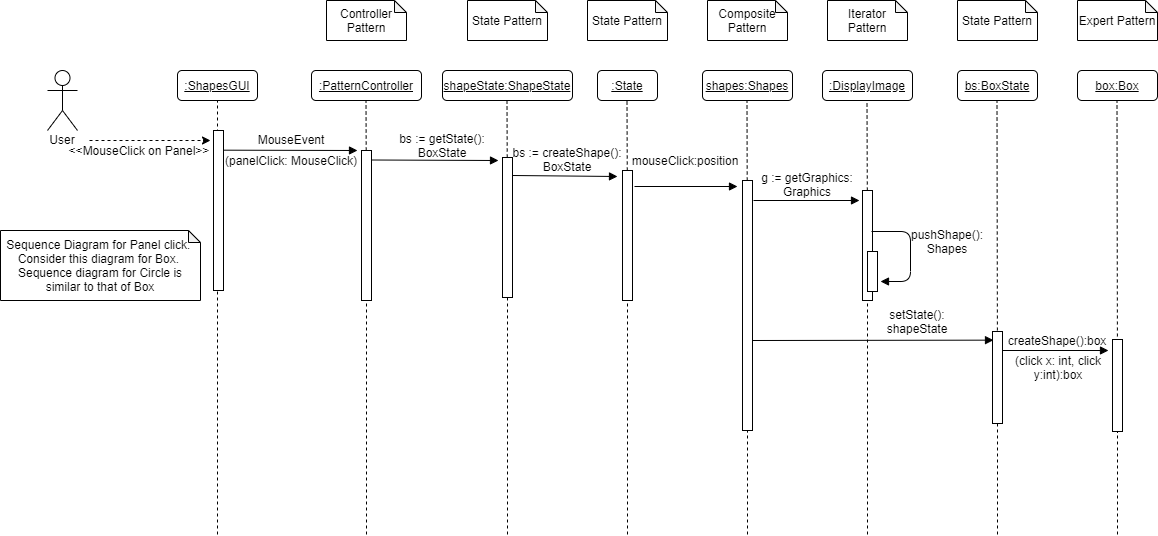 Controller
Pattern
State Pattern
State Pattern
Composite
Pattern
Iterator
Pattern
State Pattern
Expert Pattern
:ShapesGUI
:PatternController
shapeState:ShapeState
:State
shapes:Shapes
:DisplayImage
bs:BoxState
box:Box
User
<<MouseClick on Panel>>
MouseEvent
(panelClick: MouseClick)
bs := getState():
BoxState
bs := createShape():
BoxState
mouseClick:position
g := getGraphics:
Graphics
pushShape():
Shapes
Sequence Diagram for Panel click.
Consider this diagram for Box.
Sequence diagram for Circle is
similar to that of Box
setState():
shapeState
createShape():box
(click x: int, click
y:int):box